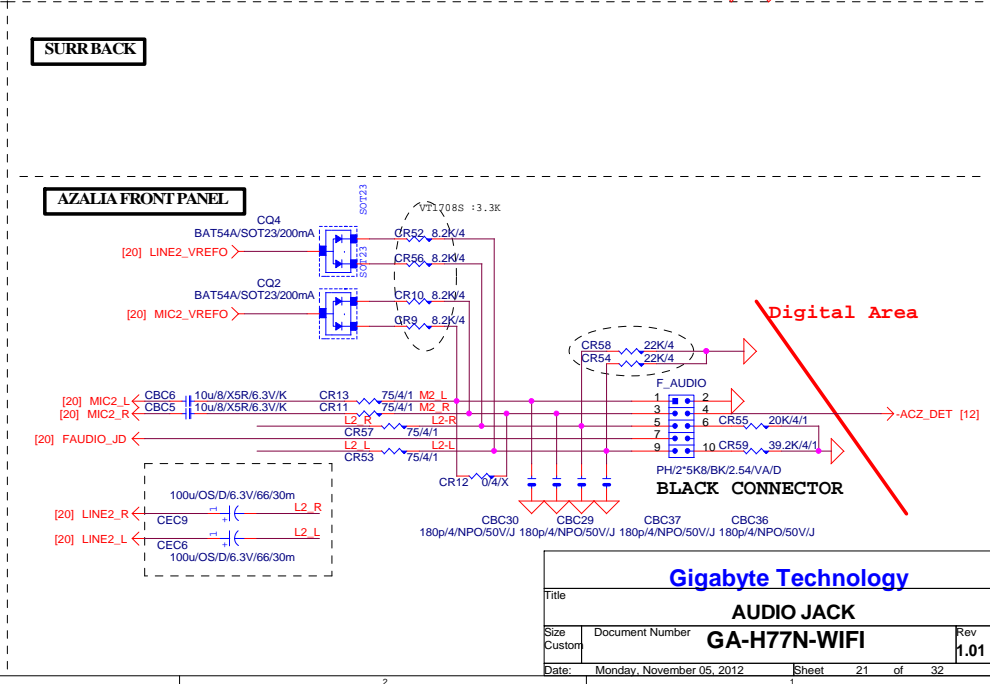 SURR BACK
AZALIA FRONT PANEL
SOT23
VT1708S :3.3K
CQ4
BAT54A/SOT23/200mA
CR52 8.2K/4
[20] LINE2_VREFO
SOT23
CR56 8.2K/4
CQ2
BAT54A/SOT23/200mA
CR10 8.2K/4
[20] MIC2_VREFO
CR9 8.2K/4
Digital Area
CR58 22K/4
CR54 22K/4
F_AUDIO
[20] MIC2_L CBC6 10u/8/X5R/6.3V/K CR13 75/4/1 M2_L
[20] MIC2_R CBC5 10u/8/X5R/6.3V/K CR11 75/4/1 M2_R
1 2
3 4
5 6
7
9 10
-ACZ_DET [12]
L2_R L2-R
CR57 75/4/1
CR55 20K/4/1
[20] FAUDIO_JD
L2_L L2-L
CR53 75/4/1
CR59 39.2K/4/1
CR12 0/4/X
PH/2*5K8/BK/2.54/VA/D
BLACK CONNECTOR
100u/OS/D/6.3V/66/30m
[20] LINE2_R CEC9 1 + L2_R
[20] LINE2_L CEC6 1 + L2_L
100u/OS/D/6.3V/66/30m
CBC30 CBC29 CBC37 CBC36
180p/4/NPO/50V/J 180p/4/NPO/50V/J 180p/4/NPO/50V/J 180p/4/NPO/50V/J
Gigabyte Technology
Title
AUDIO JACK
Size Document Number Rev
Custom GA-H77N-WIFI 1.01
Date: Monday, November 05, 2012 Sheet 21 of 32
2 1